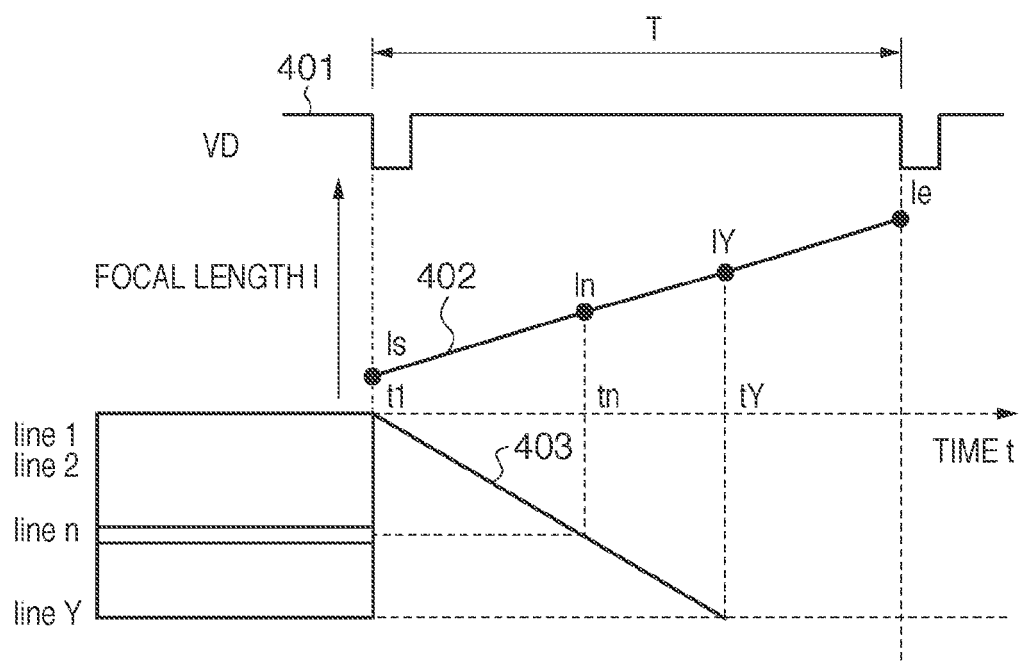 T
401
VD
le
lY
FOCAL LENGTH l
402
ln
ls
t1
tn
tY
line 1
TIME t
line 2
403
line n
line Y